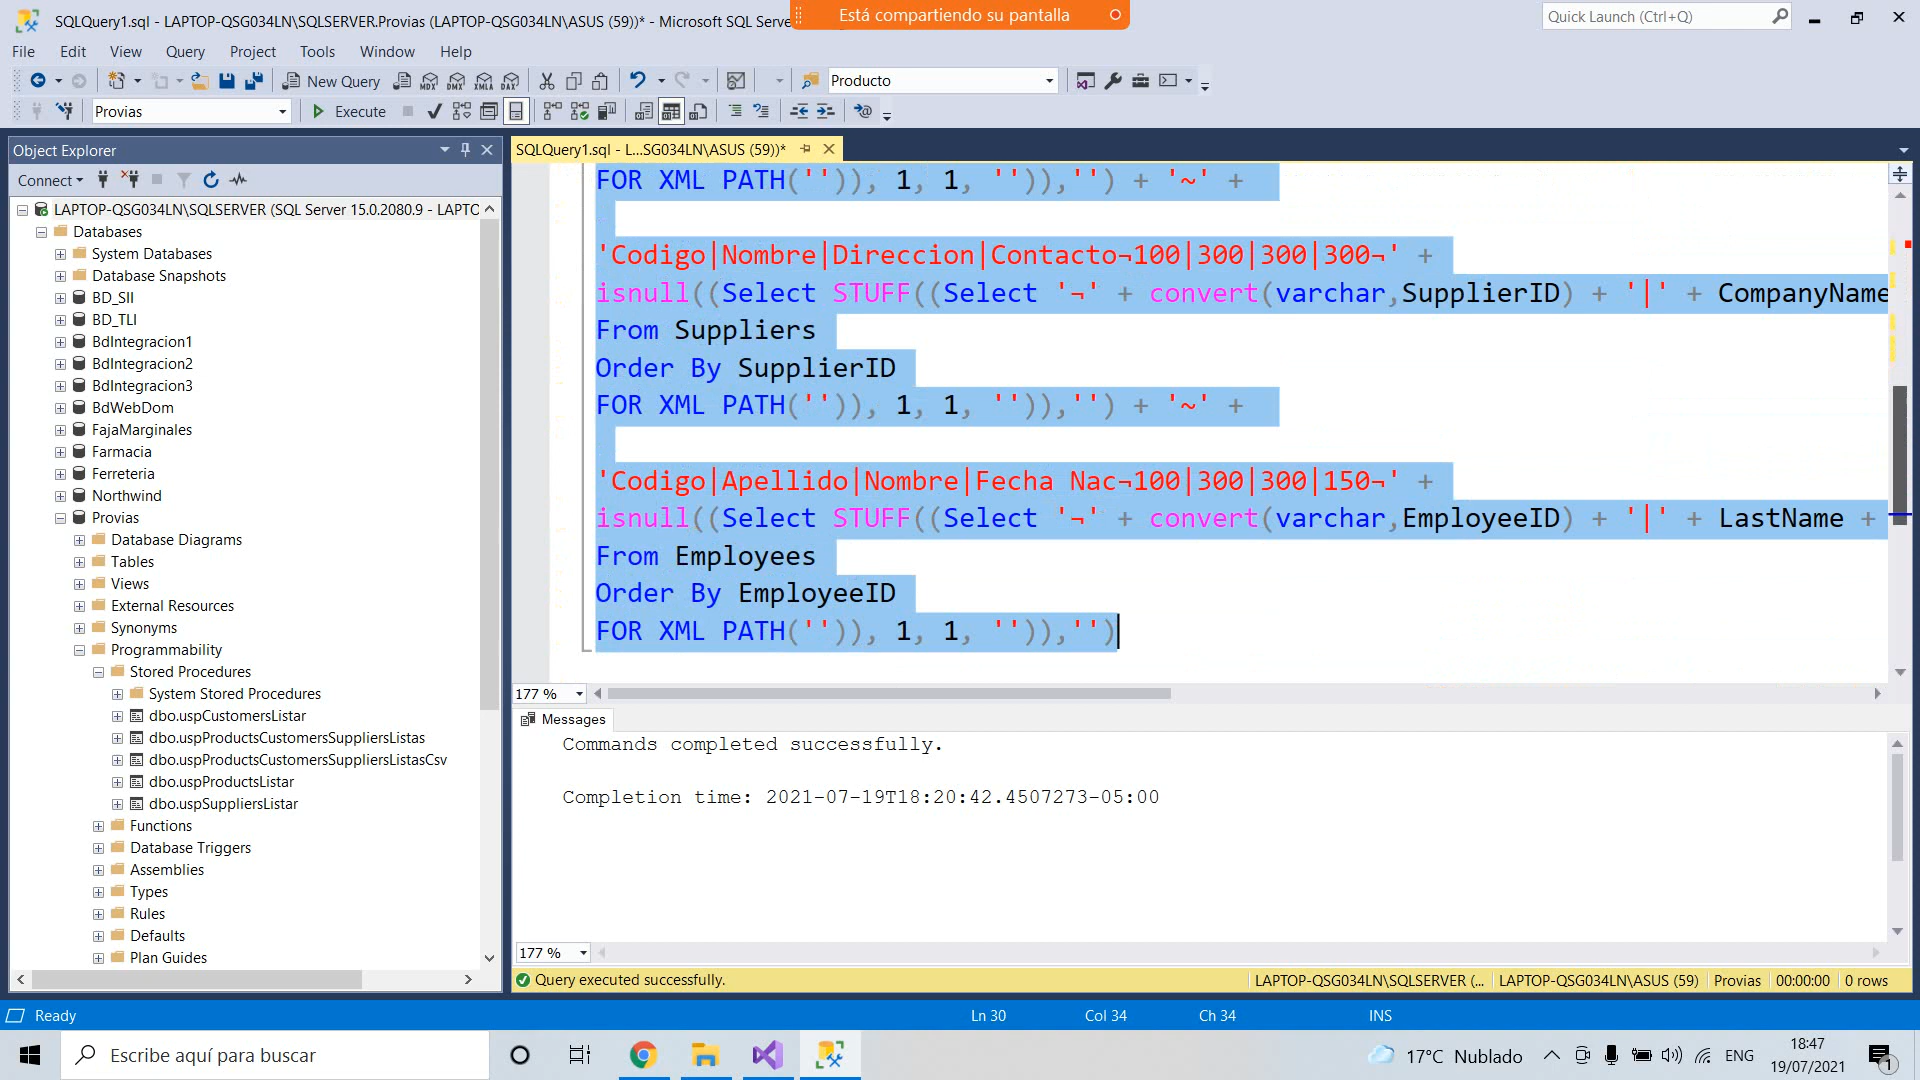 SQLQuery1.sql - LAPTOP-QSG034LN\SQLSERVER.Provias (LAPTOP-QSG034LN\ASUS (59))* - Microsoft SQL Serve
Está compartiendo su pantalla
Quick Launch (Ctrl+Q)
File Edit View Query Project Tools Window Help
New Query MDX DMX XMLA DAX Producto
Provias Execute
Object Explorer
SQLQuery1.sql - L...SG034LN\ASUS (59))*
Connect
LAPTOP-QSG034LN\SQLSERVER (SQL Server 15.0.2080.9 - LAPTO
Databases
System Databases
Database Snapshots
BD_SII
BD_TLI
BdIntegracion1
BdIntegracion2
BdIntegracion3
BdWebDom
FajaMarginales
Farmacia
Ferreteria
Northwind
Provias
Database Diagrams
Tables
Views
External Resources
Synonyms
Programmability
Stored Procedures
System Stored Procedures
dbo.uspCustomersListar
dbo.uspProductsCustomersSuppliersListas
dbo.uspProductsCustomersSuppliersListasCsv
dbo.uspProductsListar
dbo.uspSuppliersListar
Functions
Database Triggers
Assemblies
Types
Rules
Defaults
Plan Guides
FOR XML PATH('')), 1, 1, '')),'') + '~' +
'Codigo|Nombre|Direccion|Contacto¬100|300|300|300¬' +
isnull((Select STUFF((Select '¬' + convert(varchar,SupplierID) + '|' + CompanyName
From Suppliers
Order By SupplierID
FOR XML PATH('')), 1, 1, '')),'') + '~' +
'Codigo|Apellido|Nombre|Fecha Nac¬100|300|300|150¬' +
isnull((Select STUFF((Select '¬' + convert(varchar,EmployeeID) + '|' + LastName +
From Employees
Order By EmployeeID
FOR XML PATH('')), 1, 1, '')),'')
177 %
Messages
Commands completed successfully.
Completion time: 2021-07-19T18:20:42.4507273-05:00
177 %
Query executed successfully. LAPTOP-QSG034LN\SQLSERVER (... LAPTOP-QSG034LN\ASUS (59) Provias 00:00:00 0 rows
Ready Ln 30 Col 34 Ch 34 INS
Escribe aquí para buscar
17°C Nublado ENG
18:47
19/07/2021
1